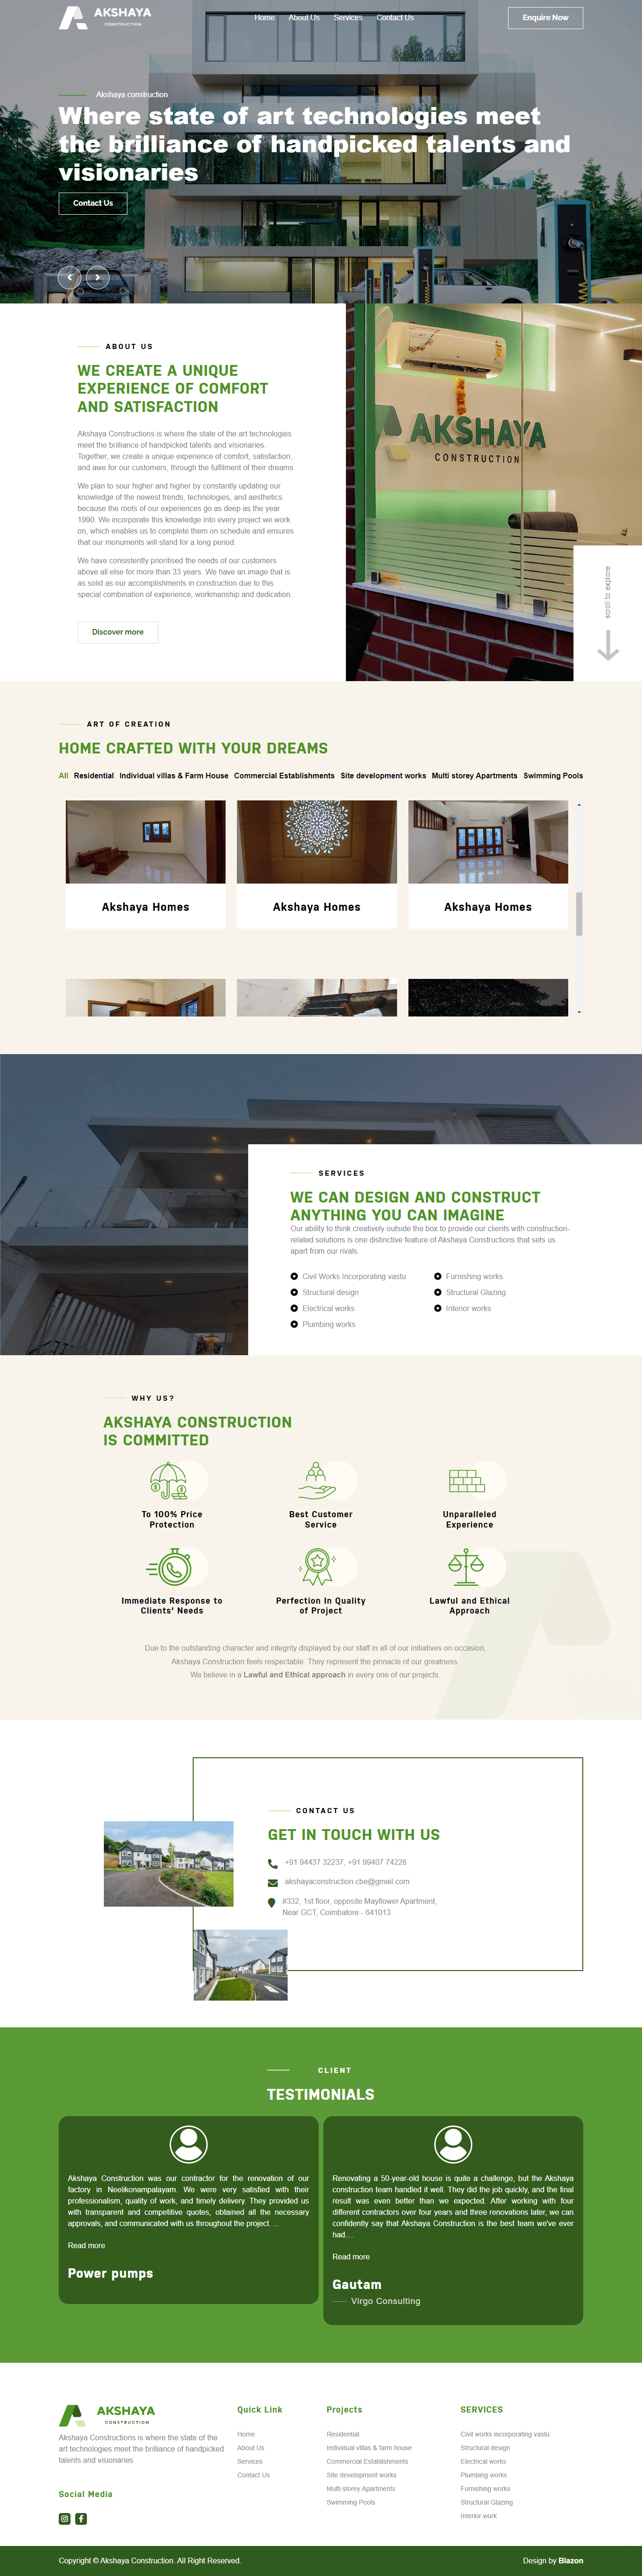 AKSHAYA
CONSTRUCTION
Home About Us Services Contact Us
Enquire Now
Akshaya construction
Where state of art technologies meet
the brilliance of handpicked talents and
visionaries
Contact Us
ABOUT US
WE CREATE A UNIQUE
EXPERIENCE OF COMFORT
AND SATISFACTION
Akshaya Constructions is where the state of the art technologies
meet the brilliance of handpicked talents and visionaries.
Together, we create a unique experience of comfort, satisfaction,
and awe for our customers, through the fulfilment of their dreams
We plan to sour higher and higher by constantly updating our
knowledge of the newest trends, technologies, and aesthetics
because the roots of our experiences go as deep as the year
1990. We incorporate this knowledge into every project we work
on, which enables us to complete them on schedule and ensures
that our monuments will stand for a long period.
We have consistently prioritised the needs of our customers
above all else for more than 33 years. We have an image that is
as solid as our accomplishments in construction due to this
special combination of experience, workmanship and dedication.
Discover more
AKSHAYA
CONSTRUCTION
scroll to explore
ART OF CREATION
HOME CRAFTED WITH YOUR DREAMS
All Residential Individual villas & Farm House Commercial Establishments Site development works Multi storey Apartments Swimming Pools
Akshaya Homes
Akshaya Homes
Akshaya Homes
SERVICES
WE CAN DESIGN AND CONSTRUCT
ANYTHING YOU CAN IMAGINE
Our ability to think creatively outside the box to provide our clients with construction-
related solutions is one distinctive feature of Akshaya Constructions that sets us
apart from our rivals.
Civil Works Incorporating vastu
Structural design
Electrical works
Plumbing works
Furnishing works
Structural Glazing
Interior works
WHY US?
AKSHAYA CONSTRUCTION
IS COMMITTED
To 100% Price
Protection
Best Customer
Service
Unparalleled
Experience
Immediate Response to
Clients' Needs
Perfection In Quality
of Project
Lawful and Ethical
Approach
Due to the outstanding character and integrity displayed by our staff in all of our initiatives on occasion,
Akshaya Construction feels respectable. They represent the pinnacle of our greatness.
We believe in a Lawful and Ethical approach in every one of our projects.
CONTACT US
GET IN TOUCH WITH US
+91 94437 32237, +91 99407 74228
akshayaconstruction.cbe@gmail.com
#332, 1st floor, opposite Mayflower Apartment,
Near GCT, Coimbatore - 641013
CLIENT
TESTIMONIALS
Akshaya Construction was our contractor for the renovation of our
factory in Neelikonampalayam. We were very satisfied with their
professionalism, quality of work, and timely delivery. They provided us
with transparent and competitive quotes, obtained all the necessary
approvals, and communicated with us throughout the project. ...
Read more
Power pumps
Renovating a 50-year-old house is quite a challenge, but the Akshaya
construction team handled it well. They did the job quickly, and the final
result was even better than we expected. After working with four
different contractors over four years and three renovations later, we can
confidently say that Akshaya Construction is the best team we've ever
had....
Read more
Gautam
Virgo Consulting
AKSHAYA
CONSTRUCTION
Akshaya Constructions is where the state of the
art technologies meet the brilliance of handpicked
talents and visionaries
Social Media
Quick Link
Home
About Us
Services
Contact Us
Projects
Residential
Individual villas & farm house
Commercial Establishments
Site development works
Multi storey Apartments
Swimming Pools
SERVICES
Civil works incorporating vastu
Structural design
Electrical works
Plumbing works
Furnishing works
Structural Glazing
Interior work
Copyright © Akshaya Construction. All Right Reserved.
Design by Blazon